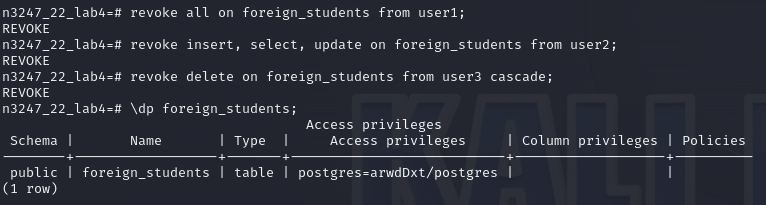 n3247_22_lab4=# revoke all on foreign_students from user1;
REVOKE
n3247_22_lab4=# revoke insert, select, update on foreign_students from user2;
REVOKE
n3247_22_lab4=# revoke delete on foreign_students from user3 cascade;
REVOKE
n3247_22_lab4=# \dp foreign_students;
Access privileges
Schema | Name | Type | Access privileges | Column privileges | Policies
public | foreign_students | table | postgres=arwdDxt/postgres | |
(1 row)
KALI